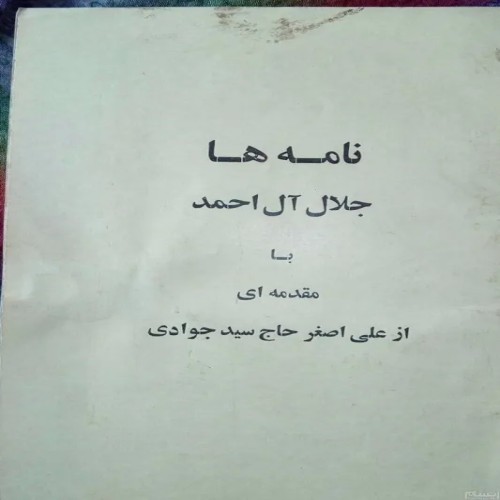 نامه ها
جلال آل احمد
با
مقدمه ای
از علی اصغر حاج سید جوادی